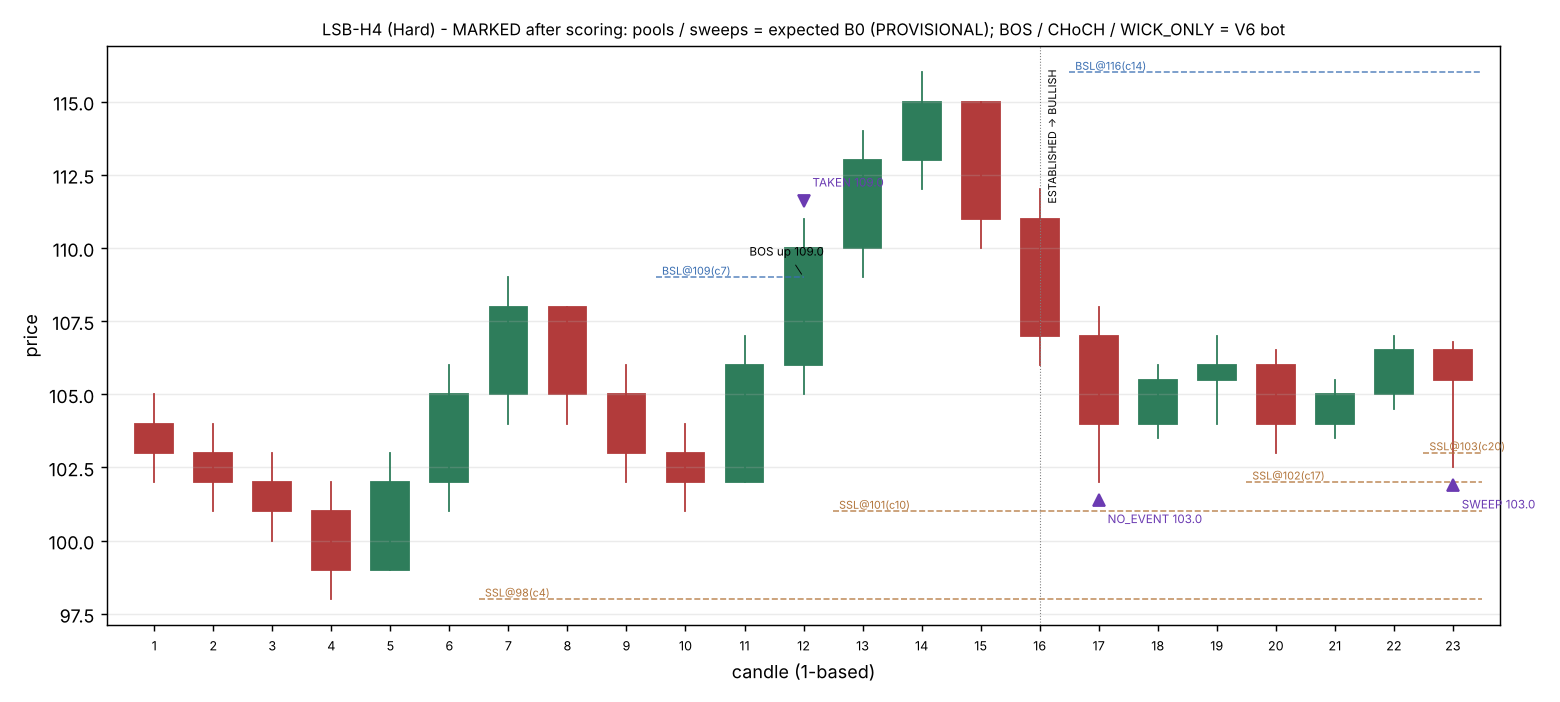 LSB-H4 (Hard) - MARKED after scoring: pools / sweeps = expected B0 (PROVISIONAL); BOS / CHoCH / WICK_ONLY = V6 bot
BSL@116(c14)
ESTABLISHED → BULLISH
TAKEN 109.0
BOS up 109.0
BSL@109(c7)
SSL@103(c20)
SSL@102(c17)
SSL@101(c10)
SWEEP 103.0
NO_EVENT 103.0
SSL@98(c4)
price
115.0
112.5
110.0
107.5
105.0
102.5
100.0
97.5
1 2 3 4 5 6 7 8 9 10 11 12 13 14 15 16 17 18 19 20 21 22 23
candle (1-based)